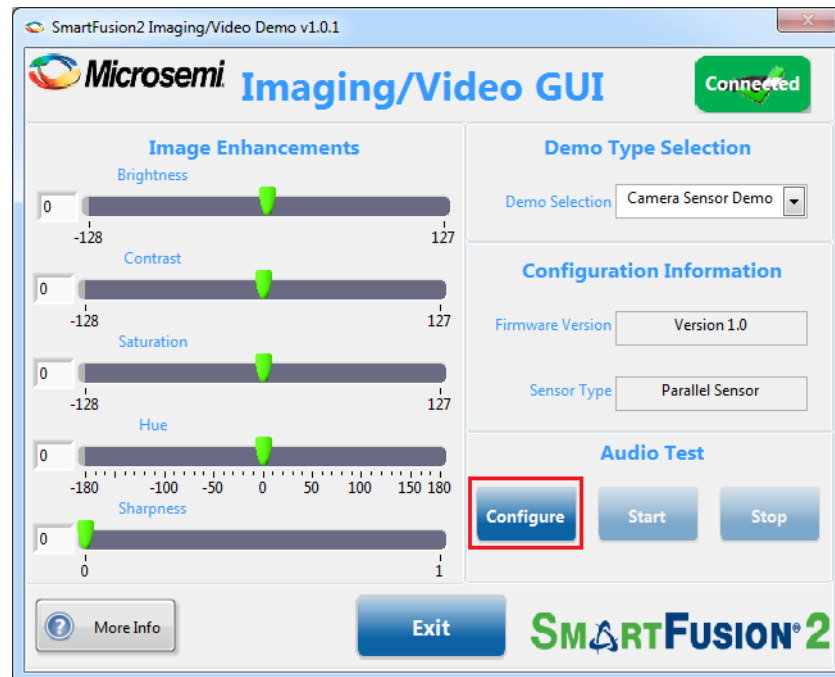 SmartFusion2 Imaging/Video Demo v1.0.1
Microsemi.
Imaging/Video GUI
Connected
Image Enhancements
Brightness
0
-128 127
Contrast
0
-128 127
Saturation
0
-128 127
Hue
0
-180 -100 -50 0 50 100 150 180
Sharpness
0
0 1
Demo Type Selection
Demo Selection Camera Sensor Demo
Configuration Information
Firmware Version Version 1.0
Sensor Type Parallel Sensor
Audio Test
Configure Start Stop
? More Info
Exit
SMARTFUSION®2